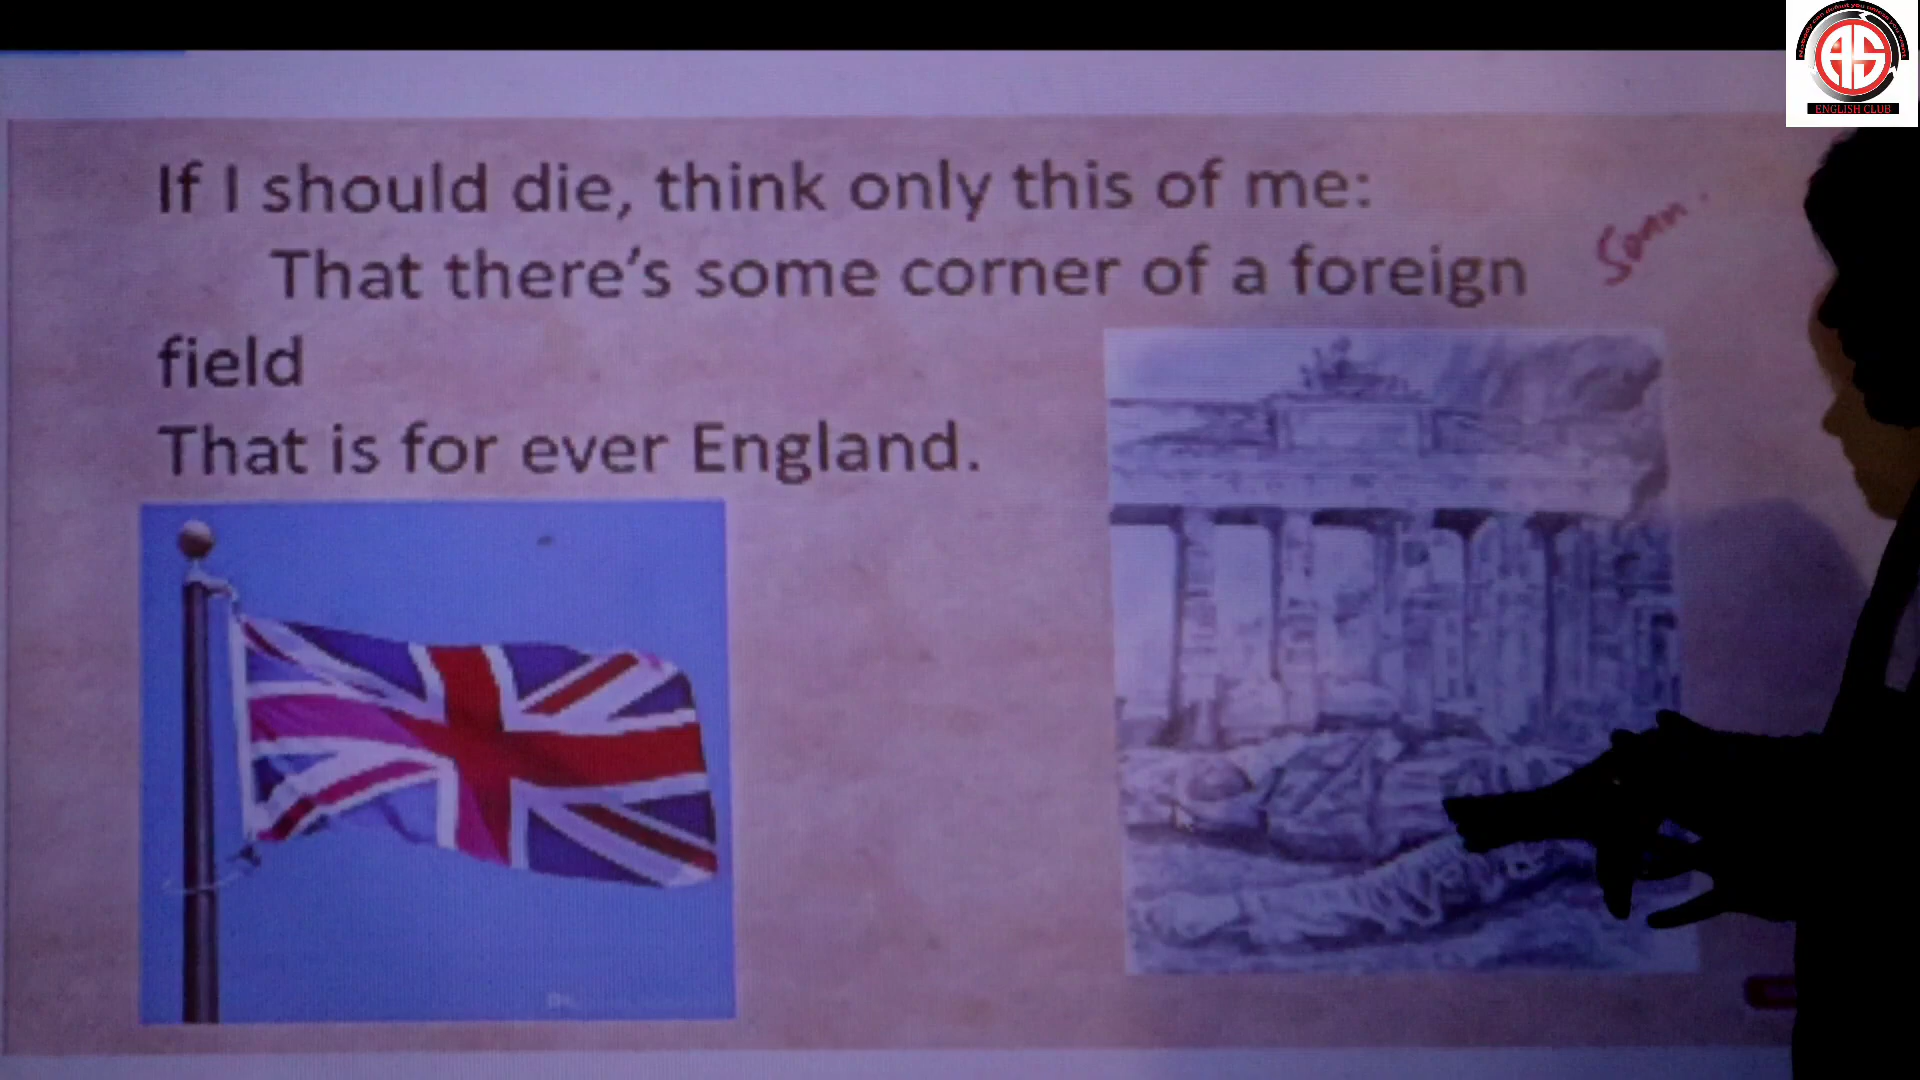 If I should die, think only this of me:
That there's some corner of a foreign
field
That is for ever England.
AS
ENGLISH CLUB